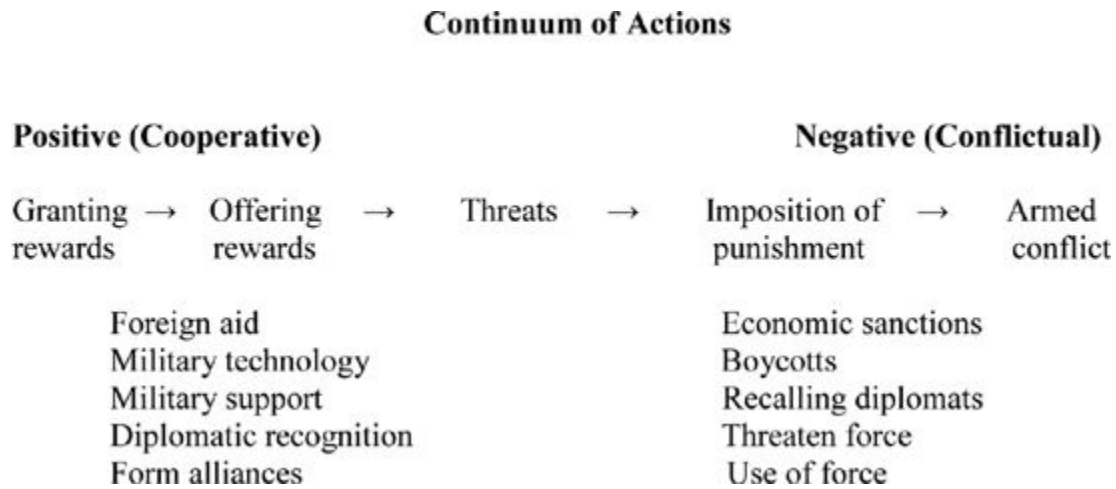 Continuum of Actions
Positive (Cooperative) Negative (Conflictual)
Granting → Offering → Threats → Imposition of → Armed
rewards rewards punishment conflict
Foreign aid Economic sanctions
Military technology Boycotts
Military support Recalling diplomats
Diplomatic recognition Threaten force
Form alliances Use of force